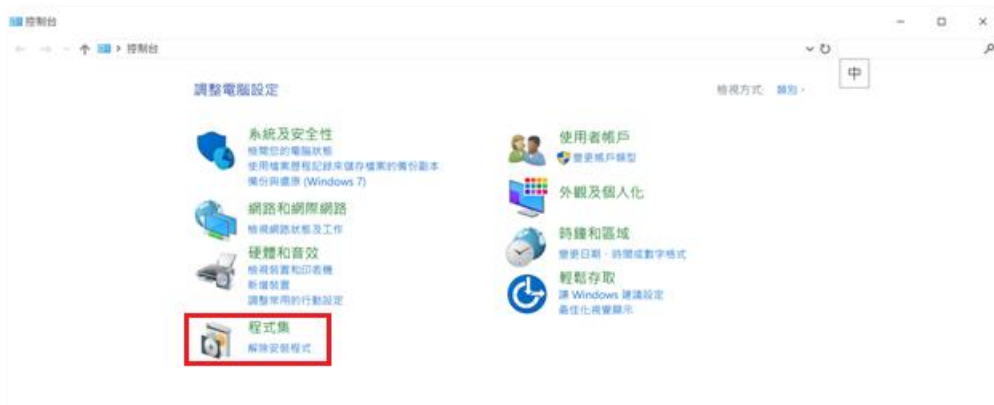 控制台
控制台
中
調整電腦設定
檢視方式: 類別
系統及安全性
檢閱您的電腦狀態
使用檔案歷程記錄來儲存檔案的備份副本
備份與還原 (Windows 7)
網路和網際網路
檢視網路狀態及工作
硬體和音效
檢視裝置和印表機
新增裝置
調整常用的行動設定
程式集
解除安裝程式
使用者帳戶
變更帳戶類型
外觀及個人化
時鐘和區域
變更日期、時間或數字格式
輕鬆存取
讓 Windows 建議設定
最佳化視覺顯示